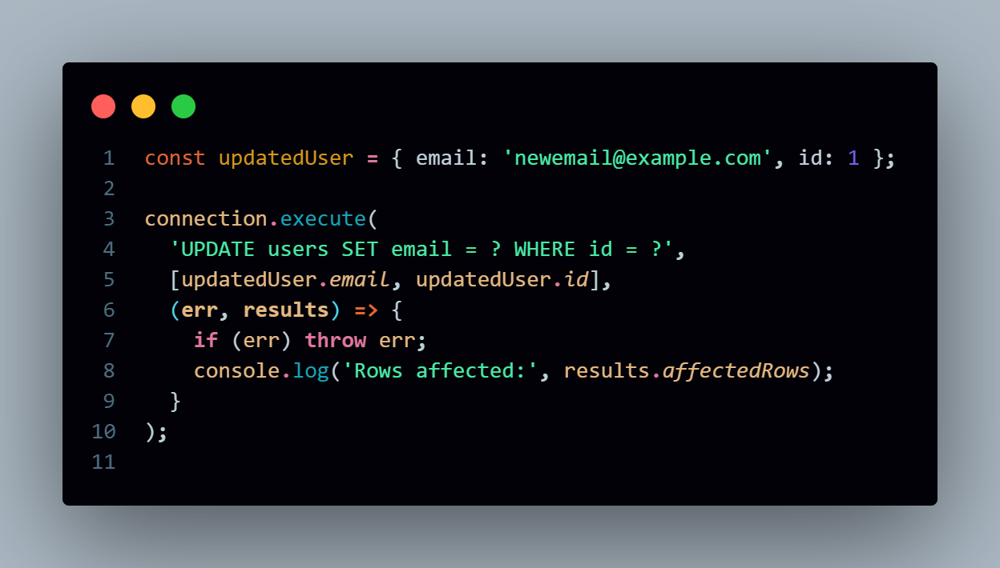 1 const updatedUser = { email: 'newemail@example.com', id: 1 };
2
3 connection.execute(
4   'UPDATE users SET email = ? WHERE id = ?',
5   [updatedUser.email, updatedUser.id],
6   (err, results) => {
7     if (err) throw err;
8     console.log('Rows affected:', results.affectedRows);
9   }
10 );
11